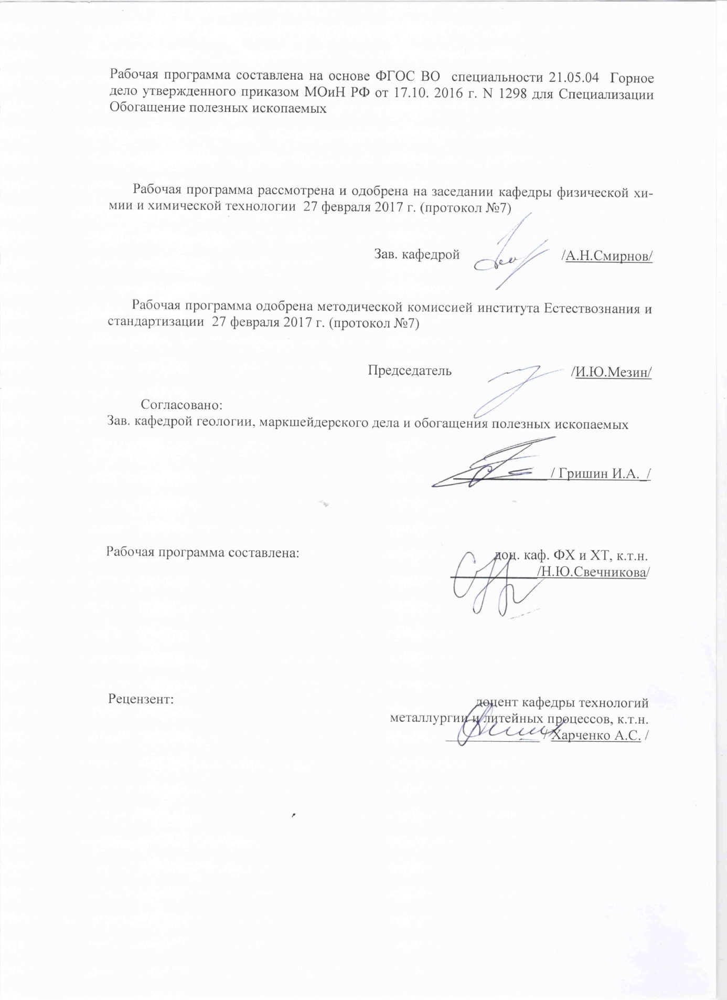 Рабочая программа составлена на основе ФГОС ВО специальности 21.05.04 Горное
дело утвержденного приказом МОиН РФ от 17.10. 2016 г. N 1298 для Специализации
Обогащение полезных ископаемых
Рабочая программа рассмотрена и одобрена на заседании кафедры физической хи-
мии и химической технологии 27 февраля 2017 г. (протокол №7)
Зав. кафедрой /А.Н.Смирнов/
Рабочая программа одобрена методической комиссией института Естествознания и
стандартизации 27 февраля 2017 г. (протокол №7)
Председатель /И.Ю.Мезин/
Согласовано:
Зав. кафедрой геологии, маркшейдерского дела и обогащения полезных ископаемых
/ Гришин И.А._/
Рабочая программа составлена: доц. каф. ФХ и ХТ, к.т.н.
/Н.Ю.Свечникова/
Рецензент: доцент кафедры технологий
металлургии и литейных процессов, к.т.н.
/ Харченко А.С. /